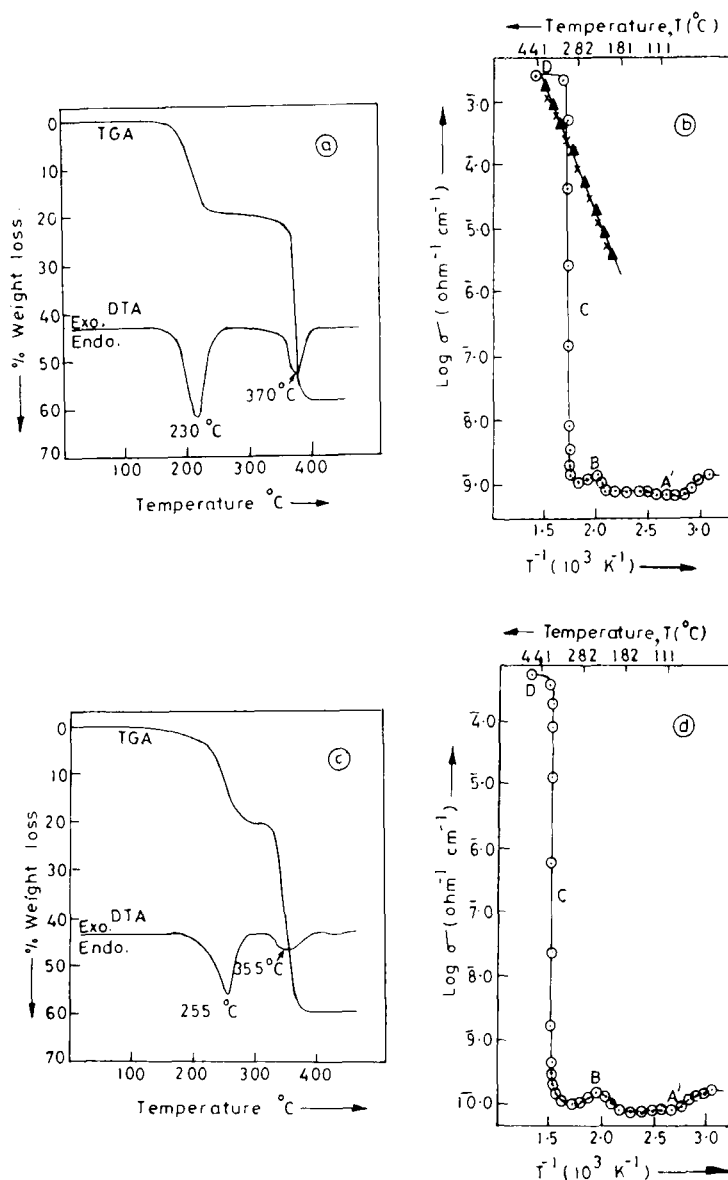 0
10
20
30
40
50
60
70
% Weight loss
TGA
ⓐ
Exo. DTA
Endo.
370°C
230°C
100 200 300 400
Temperature °C
Temperature, T(°C)
441 282 181 111
D
ⓑ
3̄.0
4̄.0
5̄.0
6̄.0
7̄.0
8̄.0
9̄.0
Log σ (ohm⁻¹ cm⁻¹)
C
B
A'
1.5 2.0 2.5 3.0
T⁻¹ (10³ K⁻¹)
0
10
20
30
40
50
60
70
% Weight loss
TGA
ⓒ
Exo. DTA
Endo.
355°C
255 °C
100 200 300 400
Temperature °C
Temperature, T(°C)
441 282 182 111
D
ⓓ
4̄.0
5̄.0
6̄.0
7̄.0
8̄.0
9̄.0
1̄0.0
Log σ (ohm⁻¹ cm⁻¹)
C
B
A'
1.5 2.0 2.5 3.0
T⁻¹ (10³ K⁻¹)